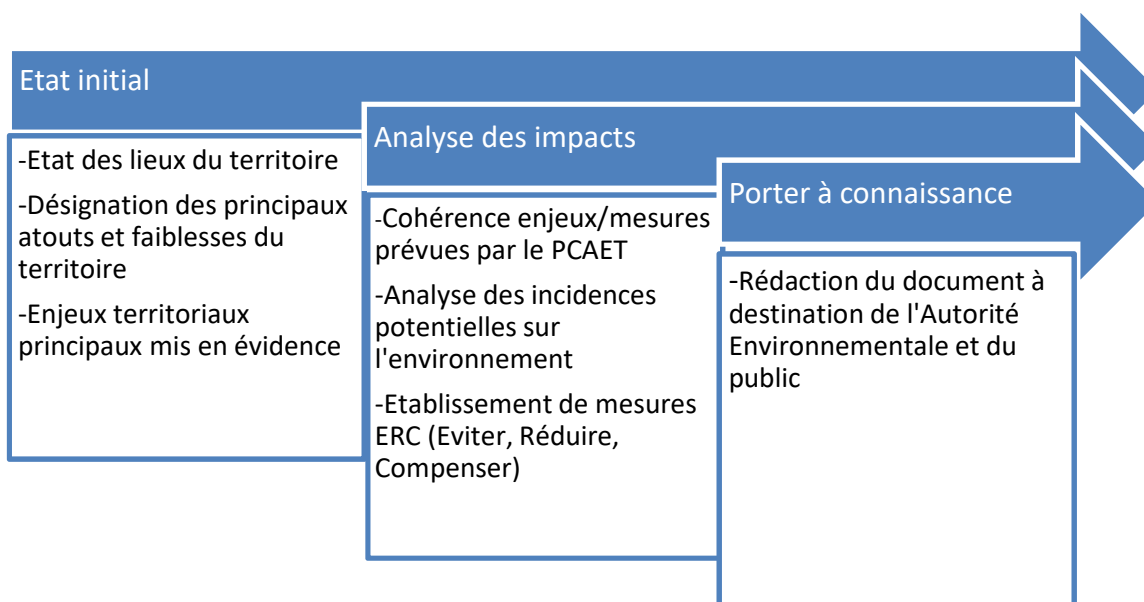 Etat initial
-Etat des lieux du territoire
-Désignation des principaux
atouts et faiblesses du
territoire
-Enjeux territoriaux
principaux mis en évidence
Analyse des impacts
-Cohérence enjeux/mesures
prévues par le PCAET
-Analyse des incidences
potentielles sur
l'environnement
-Etablissement de mesures
ERC (Eviter, Réduire,
Compenser)
Porter à connaissance
-Rédaction du document à
destination de l'Autorité
Environnementale et du
public